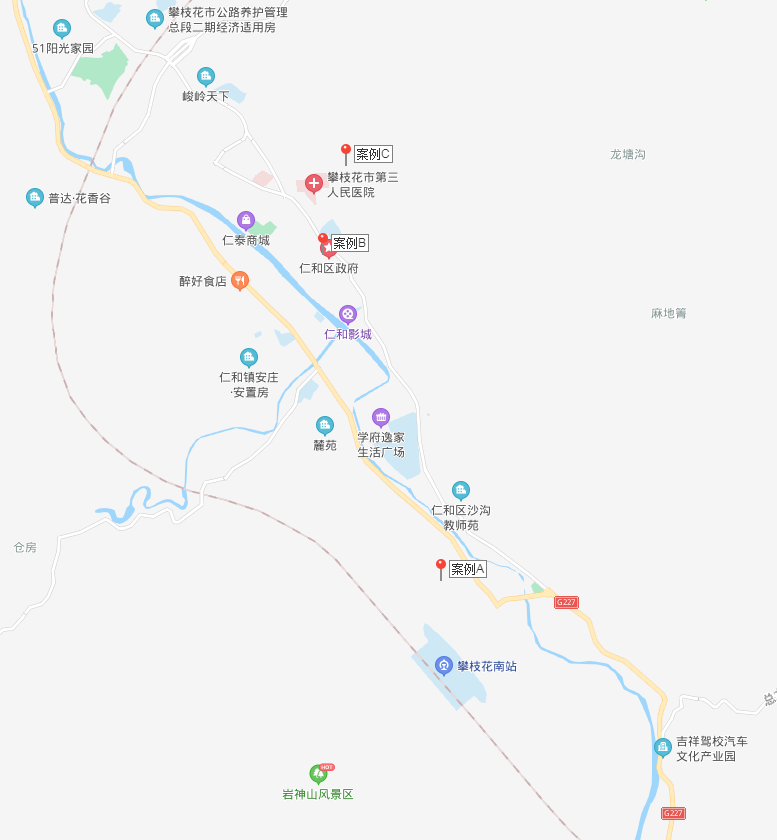 攀枝花市公路养护管理
总段二期经济适用房
51阳光家园
峻岭天下
案例C
龙塘沟
攀枝花市第三
人民医院
普达·花香谷
仁泰商城
案例B
仁和区政府
醉好食店
麻地箐
仁和影城
仁和镇安庄
·安置房
学府逸家
生活广场
麓苑
仁和区沙沟
教师苑
仓房
案例A
G227
攀枝花南站
吉祥驾校汽车
文化产业园
HOT
岩神山风景区
G227